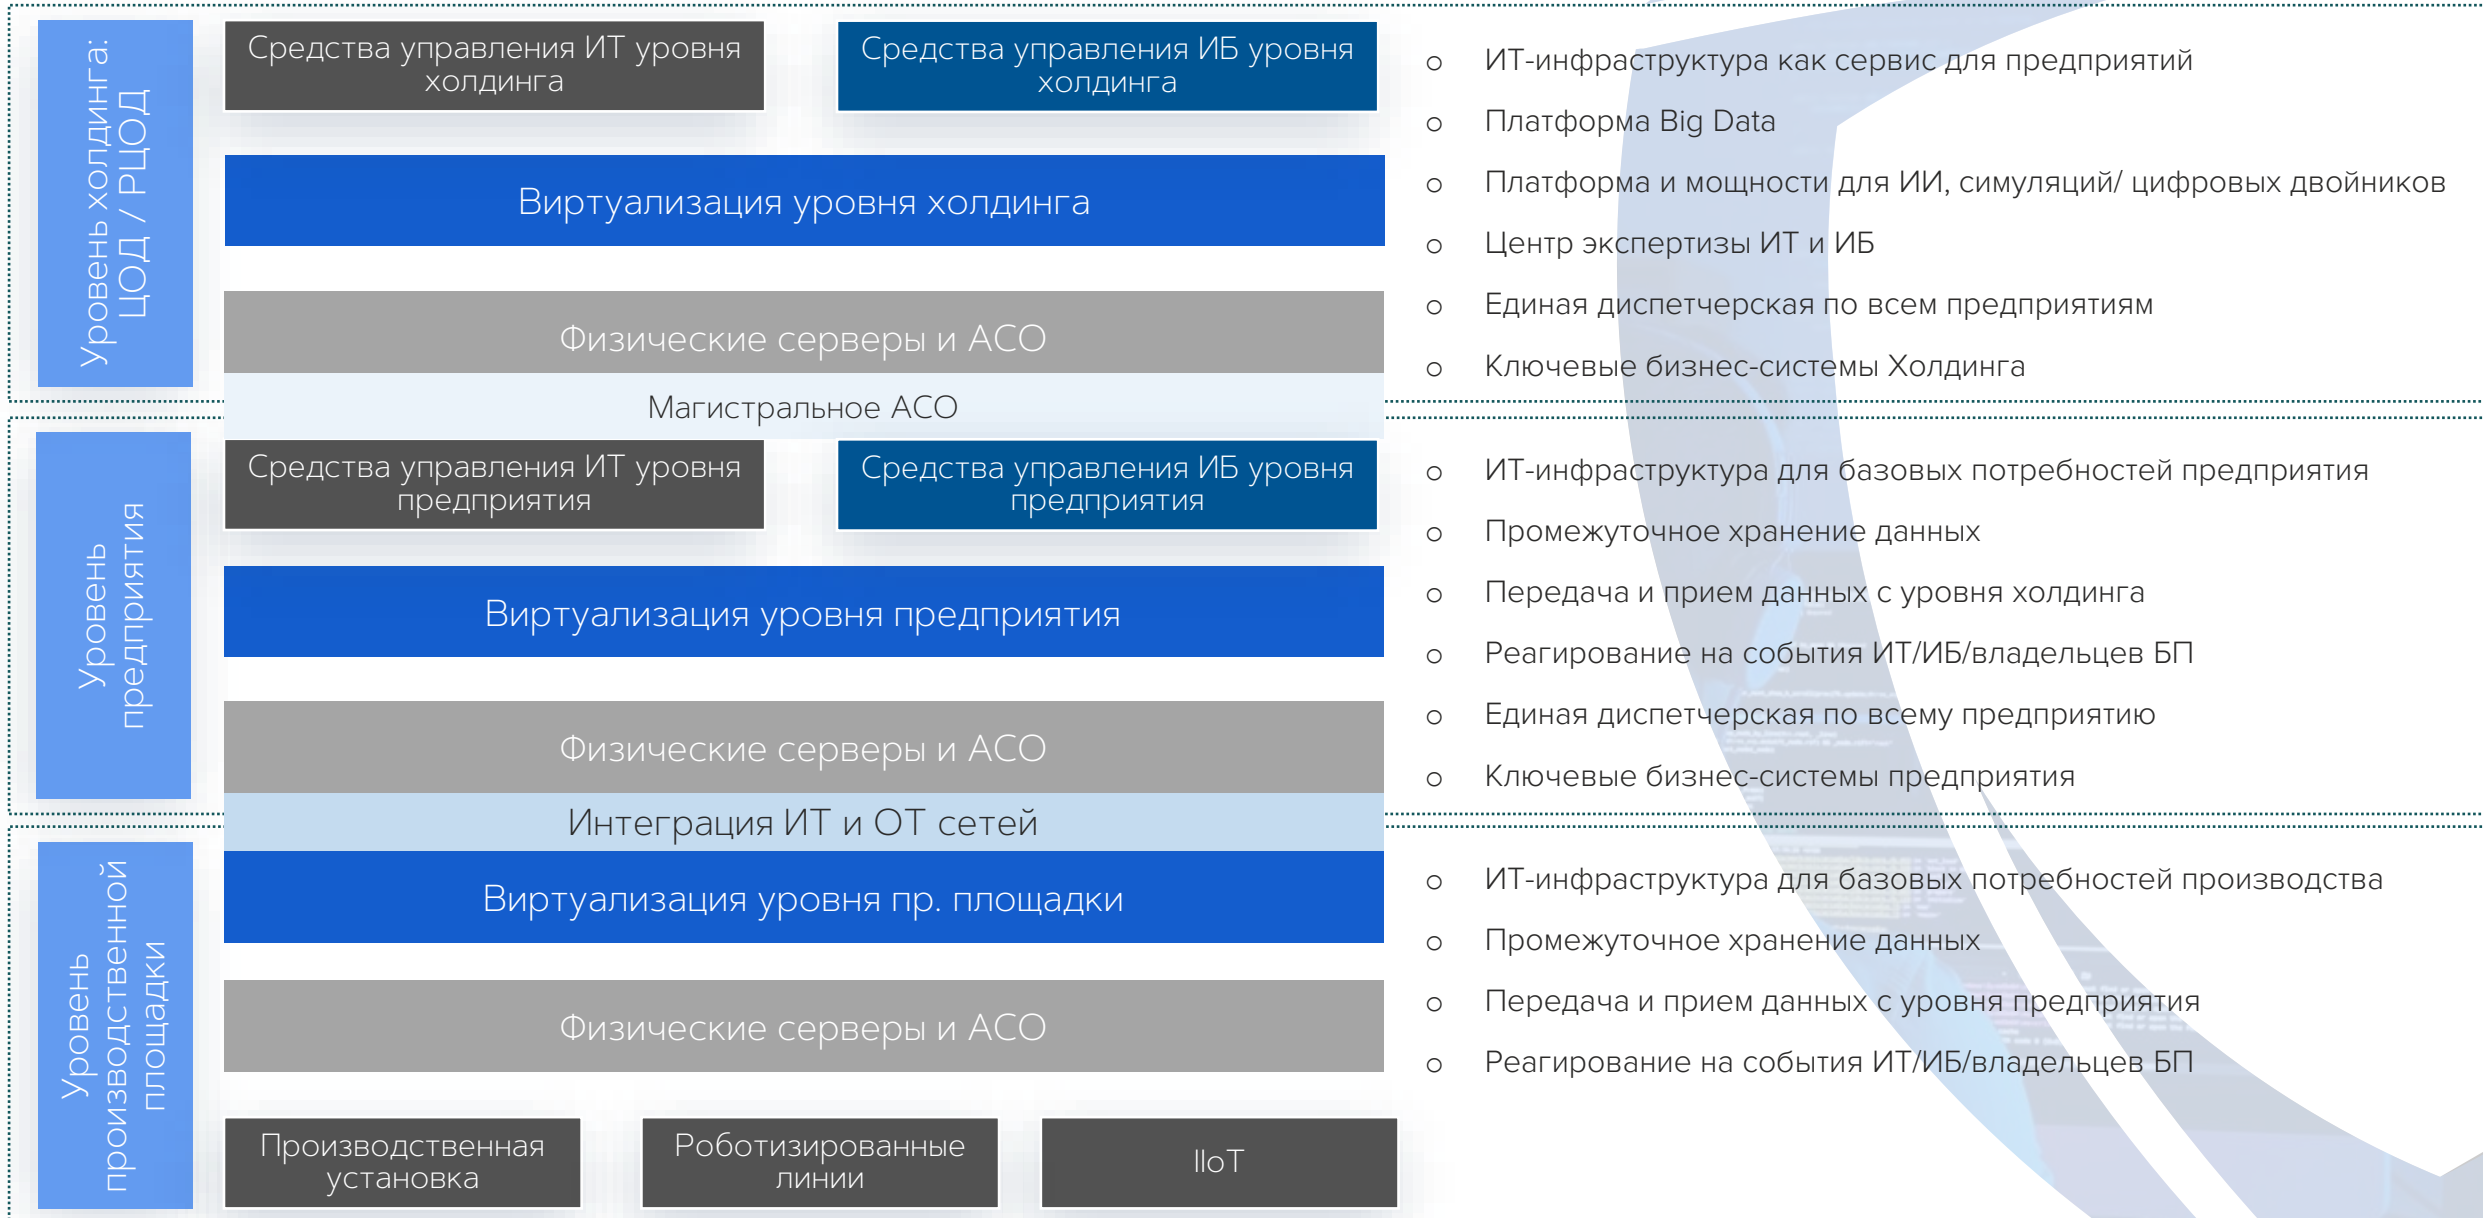 Уровень холдинга:
ЦОД / РЦОД
Средства управления ИТ уровня
холдинга
Средства управления ИБ уровня
холдинга
Виртуализация уровня холдинга
Физические серверы и АСО
Магистральное АСО
o ИТ-инфраструктура как сервис для предприятий
o Платформа Big Data
o Платформа и мощности для ИИ, симуляций/ цифровых двойников
o Центр экспертизы ИТ и ИБ
o Единая диспетчерская по всем предприятиям
o Ключевые бизнес-системы Холдинга
Уровень
предприятия
Средства управления ИТ уровня
предприятия
Средства управления ИБ уровня
предприятия
Виртуализация уровня предприятия
Физические серверы и АСО
Интеграция ИТ и ОТ сетей
o ИТ-инфраструктура для базовых потребностей предприятия
o Промежуточное хранение данных
o Передача и прием данных с уровня холдинга
o Реагирование на события ИТ/ИБ/владельцев БП
o Единая диспетчерская по всему предприятию
o Ключевые бизнес-системы предприятия
Уровень
производственной
площадки
Виртуализация уровня пр. площадки
Физические серверы и АСО
Производственная
установка
Роботизированные
линии
IIoT
o ИТ-инфраструктура для базовых потребностей производства
o Промежуточное хранение данных
o Передача и прием данных с уровня предприятия
o Реагирование на события ИТ/ИБ/владельцев БП